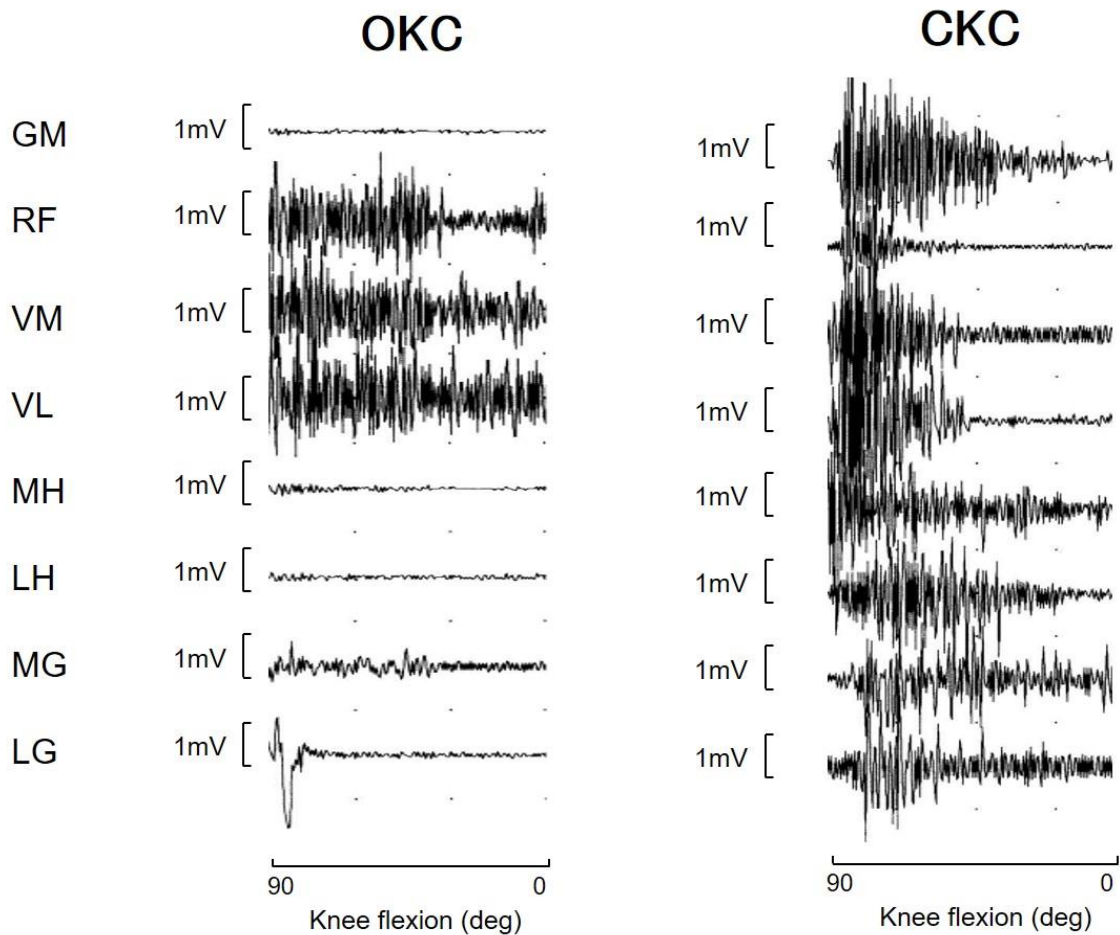 OKC
CKC
GM 1mV 1mV
RF 1mV 1mV
VM 1mV 1mV
VL 1mV 1mV
MH 1mV 1mV
LH 1mV 1mV
MG 1mV 1mV
LG 1mV 1mV
90 0
Knee flexion (deg)
90 0
Knee flexion (deg)